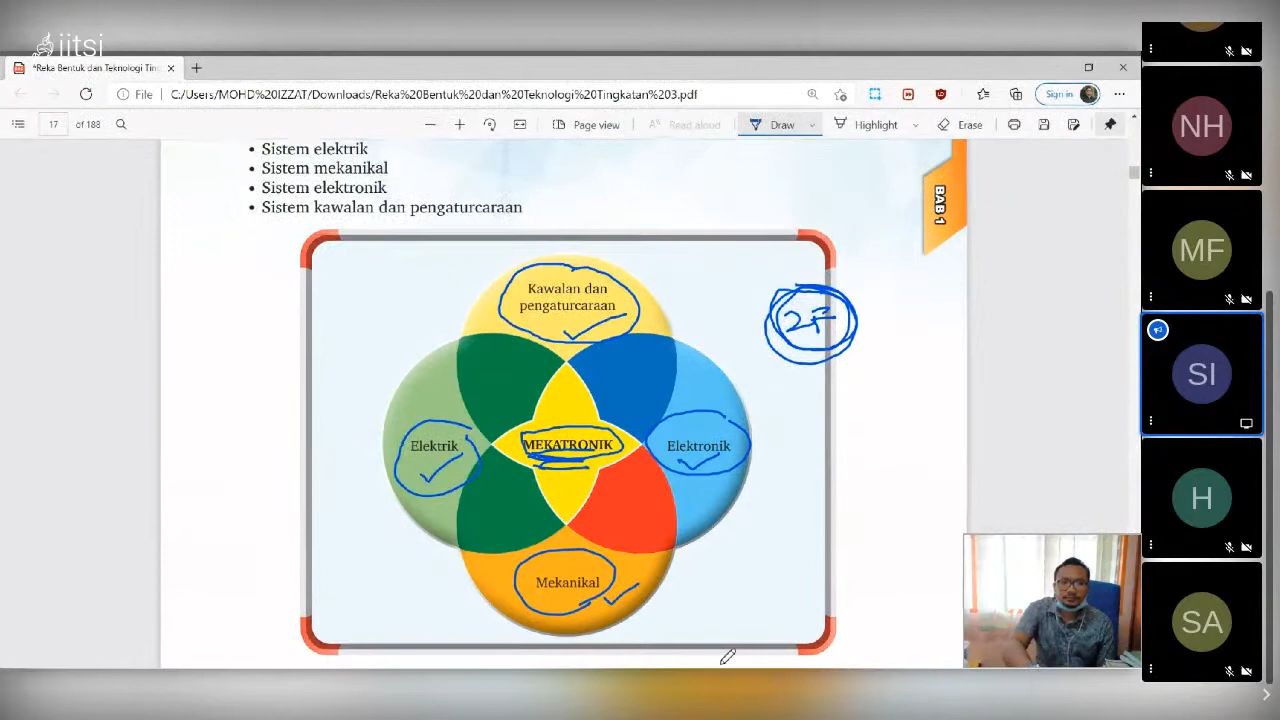 jitsi
*Reka Bentuk dan Teknologi Ting
File
C:/Users/MOHD%20IZZAT/Downloads/Reka%20Bentuk%20dan%20Teknologi%20Tingkatan%203.pdf
Sign in
17 of 188
Page view
Read aloud
Draw
Highlight
Erase
• Sistem elektrik
• Sistem mekanikal
• Sistem elektronik
• Sistem kawalan dan pengaturcaraan
BAB 1
Kawalan dan
pengaturcaraan
2F
Elektrik
MEKATRONIK
Elektronik
Mekanikal
NH
MF
SI
H
SA